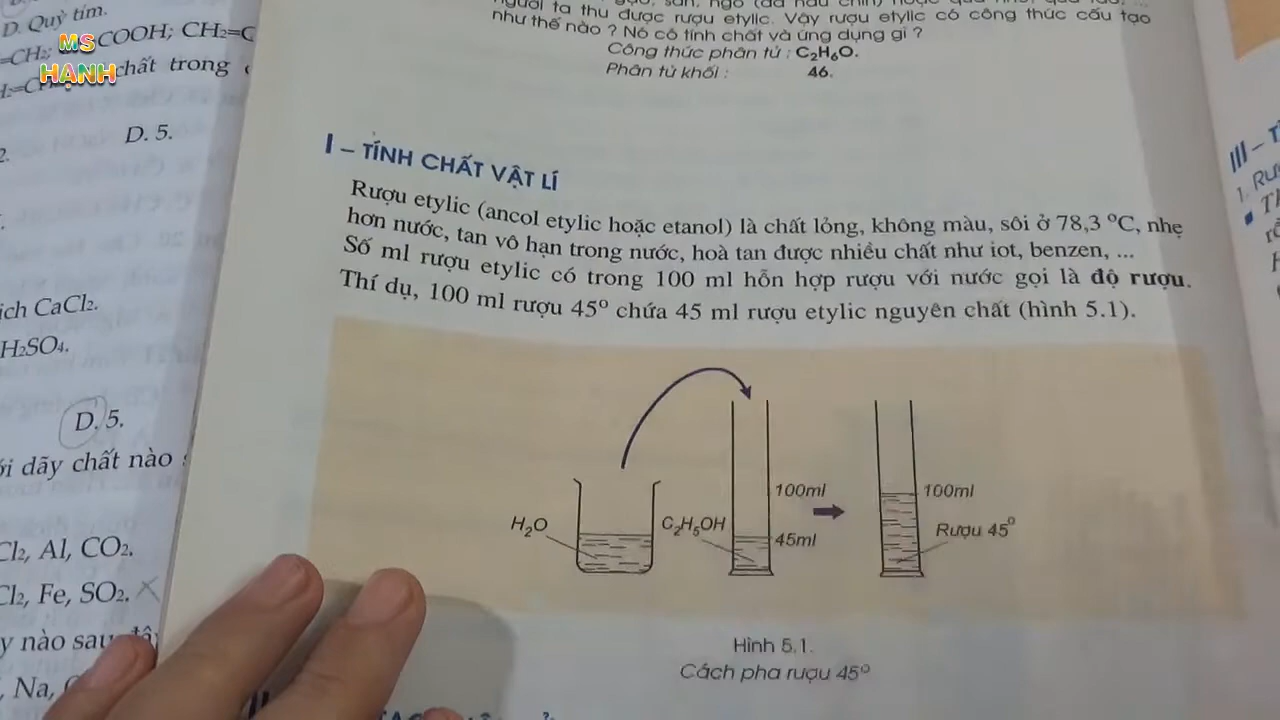 D. Quỳ tím.
=CH2; COOH; CH2=C
MS
HẠNH
chất trong
D. 5.
2.
ịch CaCl2.
H2SO4.
D. 5.
ới dãy chất nào
Cl2, Al, CO2.
Cl2, Fe, SO2.
y nào sau đâ
, Na,
người ta thu được rượu etylic. Vậy rượu etylic có công thức cấu tạo
như thế nào ? Nó có tính chất và ứng dụng gì ?
Công thức phân tử : C2H6O.
Phân tử khối : 46.
I – TÍNH CHẤT VẬT LÍ
Rượu etylic (ancol etylic hoặc etanol) là chất lỏng, không màu, sôi ở 78,3 °C, nhẹ
hơn nước, tan vô hạn trong nước, hoà tan được nhiều chất như iot, benzen, ...
Số ml rượu etylic có trong 100 ml hỗn hợp rượu với nước gọi là độ rượu.
Thí dụ, 100 ml rượu 45° chứa 45 ml rượu etylic nguyên chất (hình 5.1).
H2O
C2H5OH
100ml
45ml
100ml
Rượu 45°
Hình 5.1.
Cách pha rượu 45°
III –
1. Rư